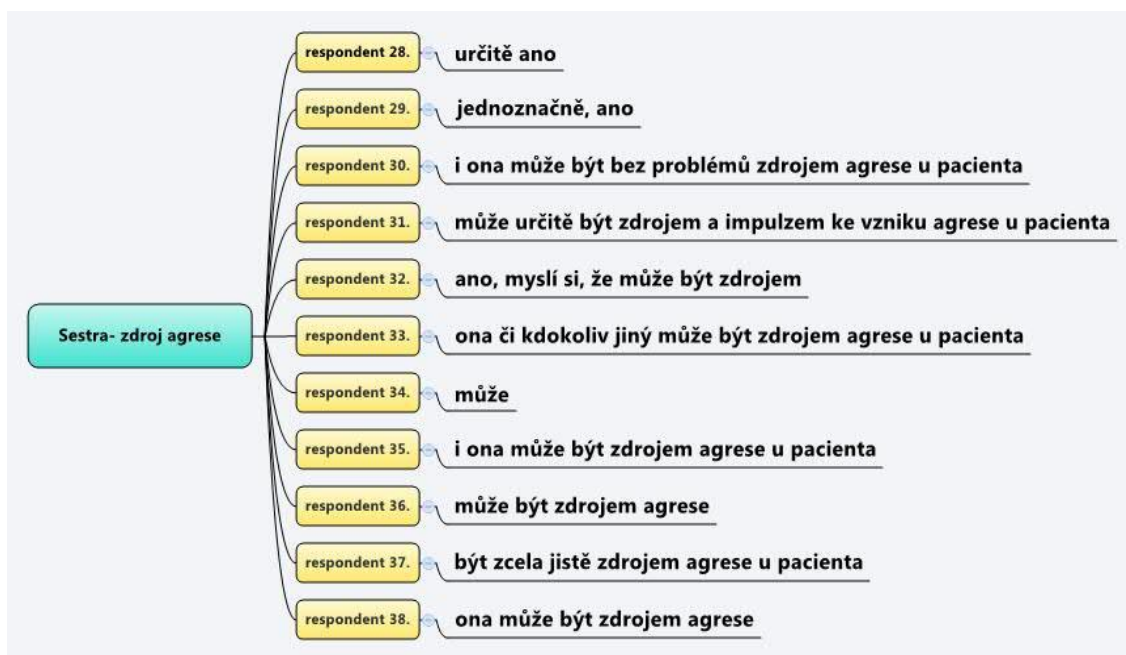 respondent 28.
určitě ano
respondent 29.
jednoznačně, ano
respondent 30.
i ona může být bez problémů zdrojem agrese u pacienta
respondent 31.
může určitě být zdrojem a impulzem ke vzniku agrese u pacienta
respondent 32.
ano, myslí si, že může být zdrojem
Sestra- zdroj agrese
respondent 33.
ona či kdokoliv jiný může být zdrojem agrese u pacienta
respondent 34.
může
respondent 35.
i ona může být zdrojem agrese u pacienta
respondent 36.
může být zdrojem agrese
respondent 37.
být zcela jistě zdrojem agrese u pacienta
respondent 38.
ona může být zdrojem agrese